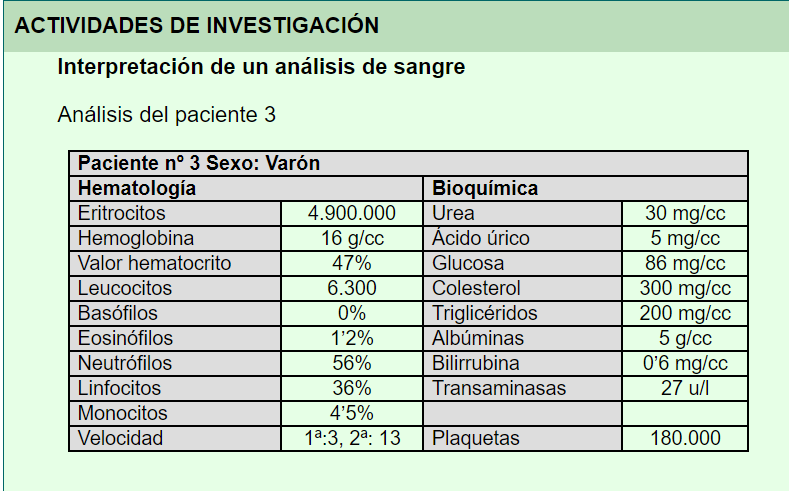 ACTIVIDADES DE INVESTIGACIÓN
Interpretación de un análisis de sangre
Análisis del paciente 3
Paciente nº 3 Sexo: Varón
Hematología Bioquímica
Eritrocitos 4.900.000 Urea 30 mg/cc
Hemoglobina 16 g/cc Ácido úrico 5 mg/cc
Valor hematocrito 47% Glucosa 86 mg/cc
Leucocitos 6.300 Colesterol 300 mg/cc
Basófilos 0% Triglicéridos 200 mg/cc
Eosinófilos 1’2% Albúminas 5 g/cc
Neutrófilos 56% Bilirrubina 0’6 mg/cc
Linfocitos 36% Transaminasas 27 u/l
Monocitos 4’5%
Velocidad 1ª:3, 2ª: 13 Plaquetas 180.000